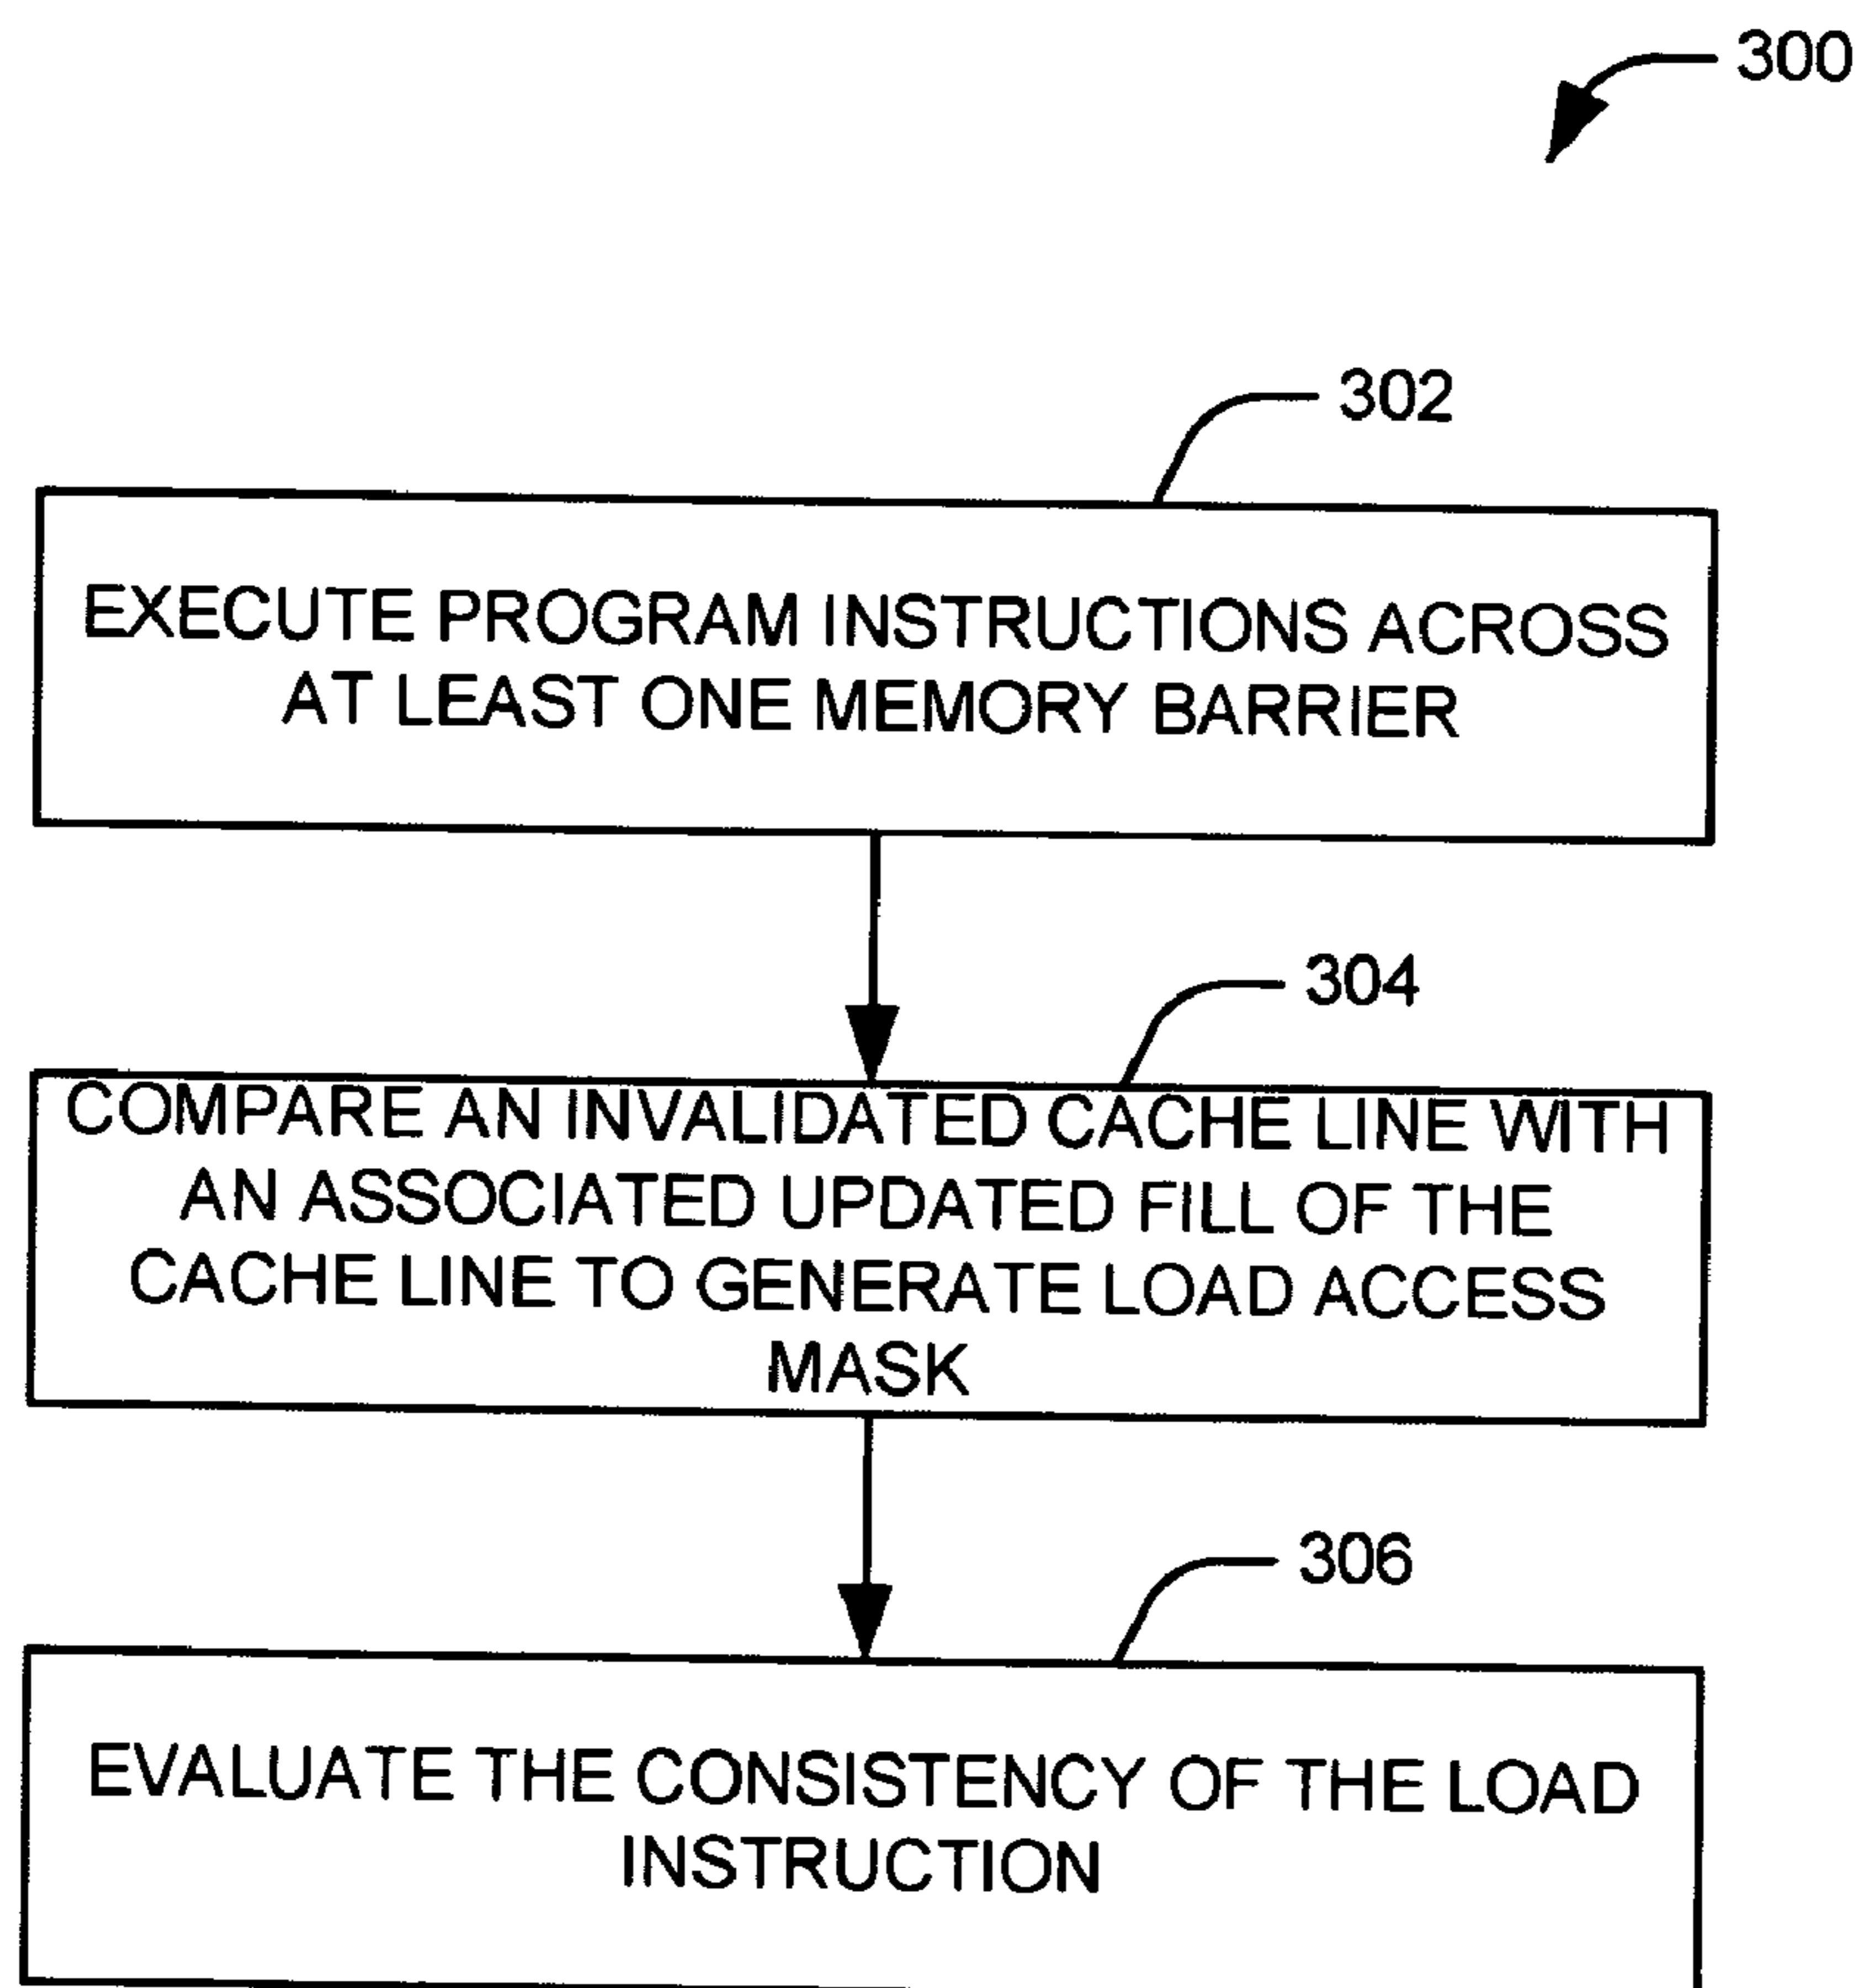 300
302
EXECUTE PROGRAM INSTRUCTIONS ACROSS
AT LEAST ONE MEMORY BARRIER
304
COMPARE AN INVALIDATED CACHE LINE WITH
AN ASSOCIATED UPDATED FILL OF THE
CACHE LINE TO GENERATE LOAD ACCESS
MASK
306
EVALUATE THE CONSISTENCY OF THE LOAD
INSTRUCTION